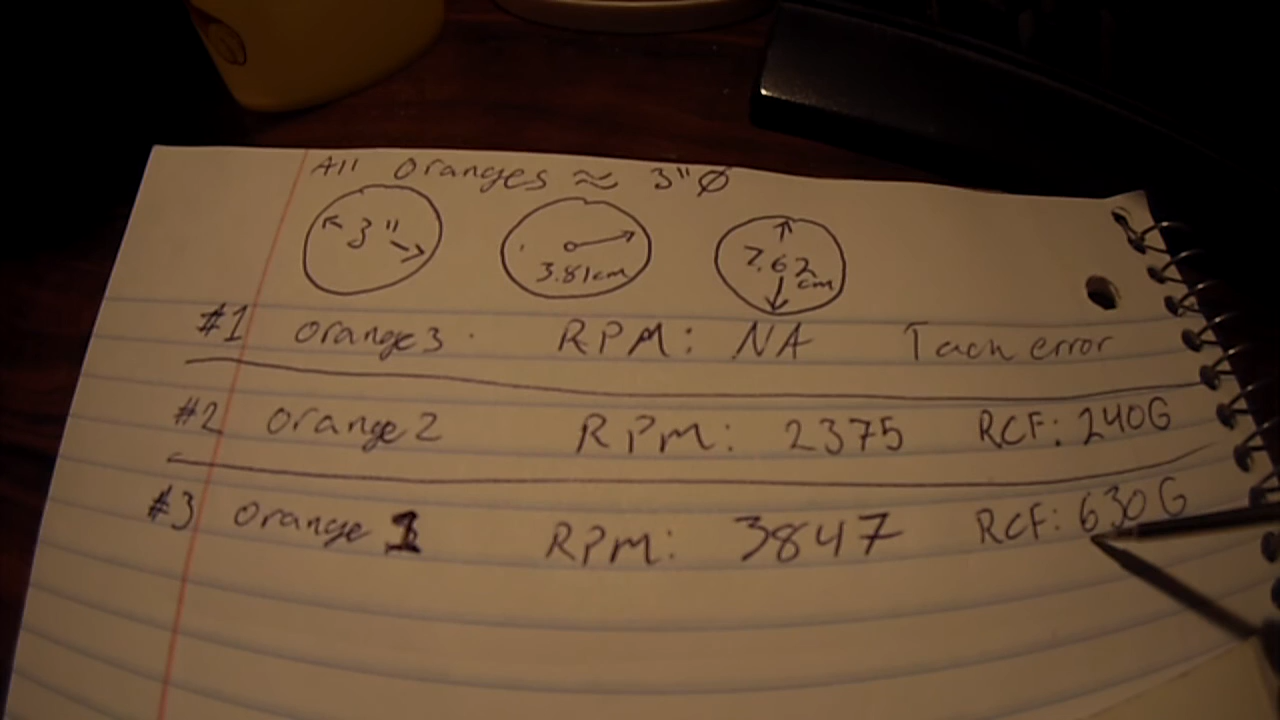 All oranges ≈ 3"Ø
3"
3.81cm
7.62
cm
#1 orange 3 RPM: NA Tach error
#2 orange 2 RPM: 2375 RCF: 240G
#3 orange 1 RPM: 3847 RCF: 630G